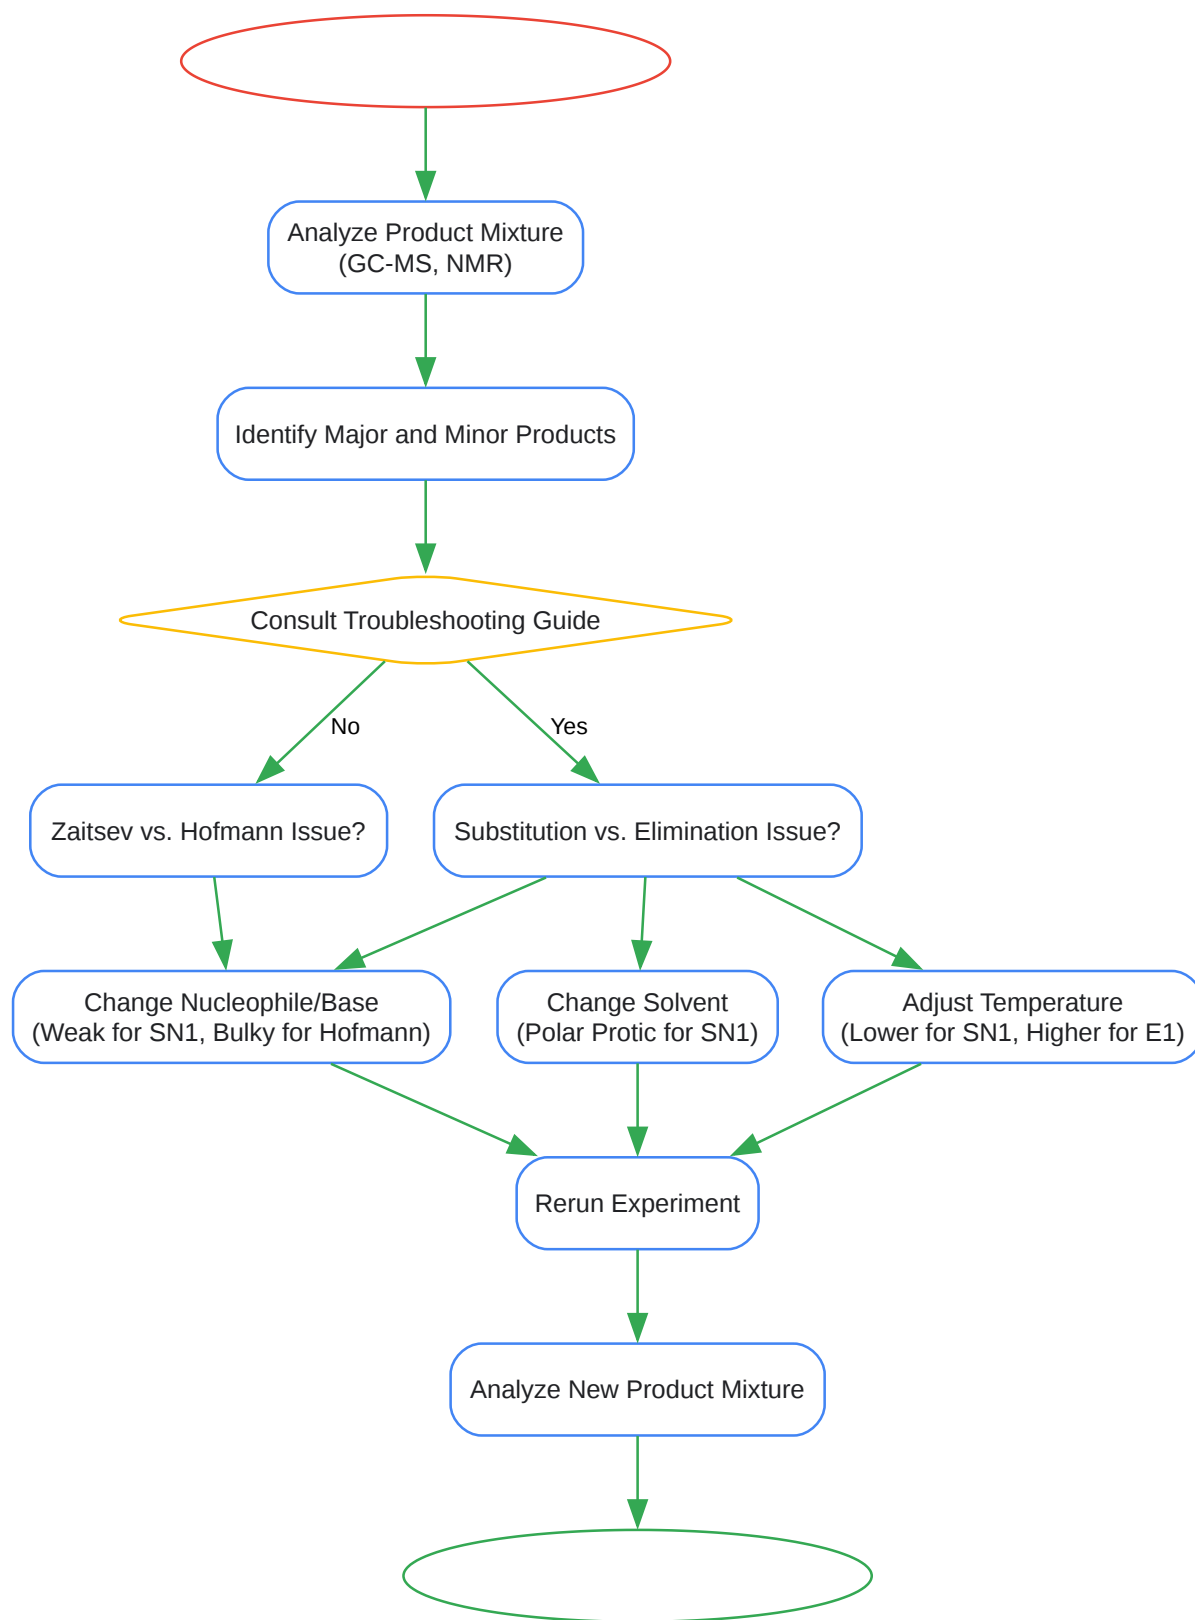 Analyze Product Mixture
(GC-MS, NMR)
Identify Major and Minor Products
Consult Troubleshooting Guide
No
Yes
Zaitsev vs. Hofmann Issue?
Substitution vs. Elimination Issue?
Change Nucleophile/Base
(Weak for SN1, Bulky for Hofmann)
Change Solvent
(Polar Protic for SN1)
Adjust Temperature
(Lower for SN1, Higher for E1)
Rerun Experiment
Analyze New Product Mixture